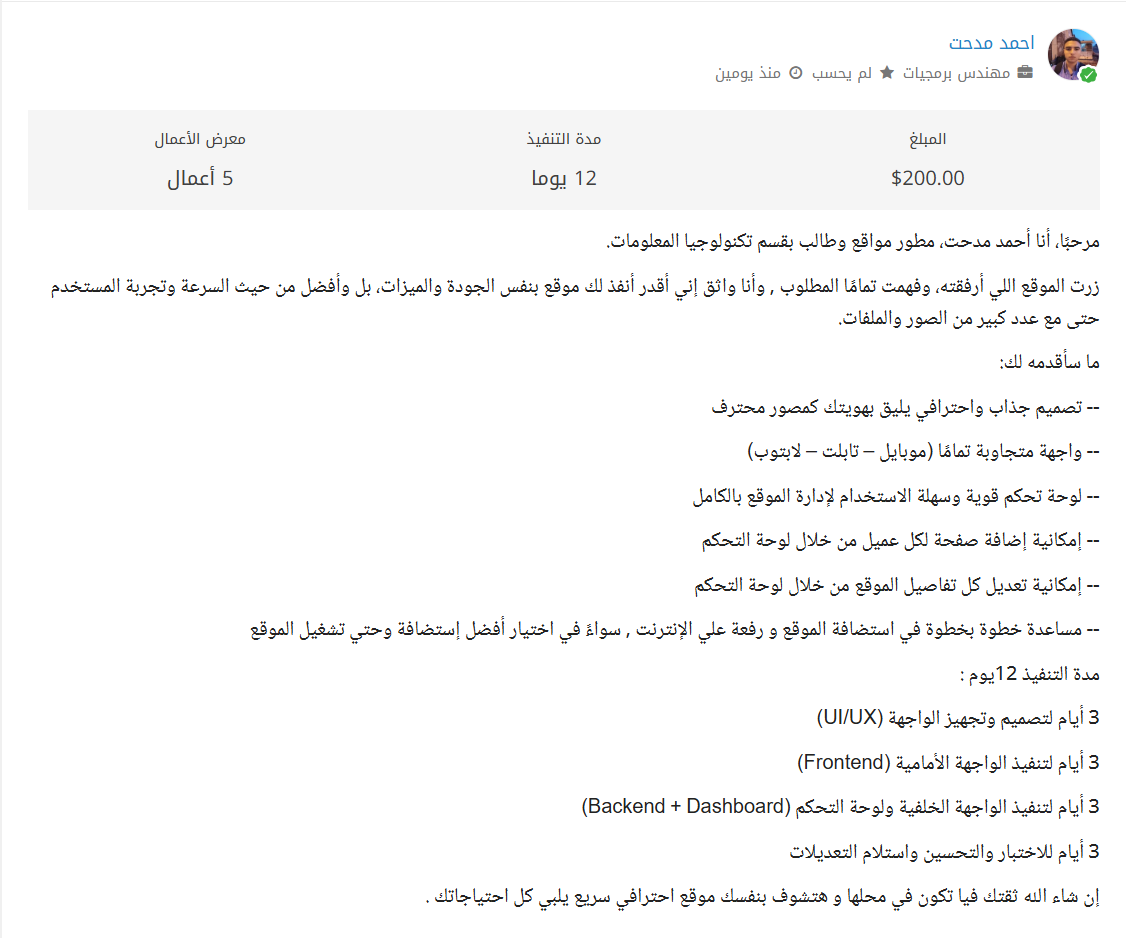 احمد مدحت
مهندس برمجيات لم يحسب منذ يومين
المبلغ مدة التنفيذ معرض الأعمال
$200.00 12 يوما 5 أعمال
مرحبًا، أنا أحمد مدحت، مطور مواقع وطالب بقسم تكنولوجيا المعلومات.
زرت الموقع اللي أرفقته، وفهمت تمامًا المطلوب , وأنا واثق إني أقدر أنفذ لك موقع بنفس الجودة والميزات، بل وأفضل من حيث السرعة وتجربة المستخدم
حتى مع عدد كبير من الصور والملفات.
ما سأقدمه لك:
-- تصميم جذاب واحترافي يليق بهويتك كمصور محترف
-- واجهة متجاوبة تمامًا (موبايل – تابلت – لابتوب)
-- لوحة تحكم قوية وسهلة الاستخدام لإدارة الموقع بالكامل
-- إمكانية إضافة صفحة لكل عميل من خلال لوحة التحكم
-- إمكانية تعديل كل تفاصيل الموقع من خلال لوحة التحكم
-- مساعدة خطوة بخطوة في استضافة الموقع و رفعة علي الإنترنت , سواءً في اختيار أفضل إستضافة وحتي تشغيل الموقع
مدة التنفيذ 12يوم :
3 أيام لتصميم وتجهيز الواجهة (UI/UX)
3 أيام لتنفيذ الواجهة الأمامية (Frontend)
3 أيام لتنفيذ الواجهة الخلفية ولوحة التحكم (Backend + Dashboard)
3 أيام للاختبار والتحسين واستلام التعديلات
إن شاء الله ثقتك فيا تكون في محلها و هتشوف بنفسك موقع احترافي سريع يلبي كل احتياجاتك .